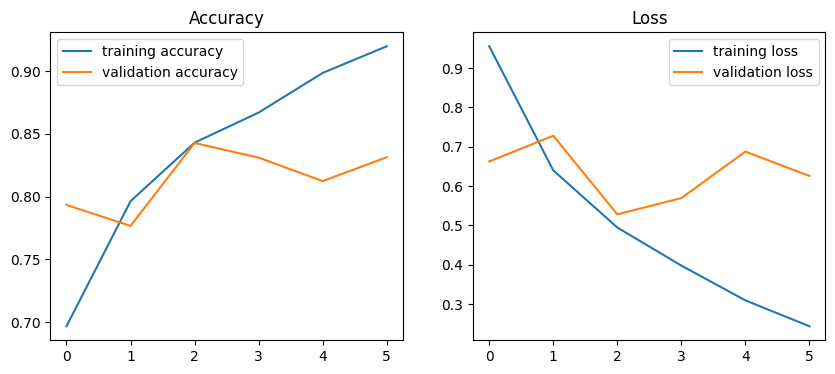 Accuracy
training accuracy
validation accuracy
0.90
0.85
0.80
0.75
0.70
0 1 2 3 4 5
Loss
training loss
validation loss
0.9
0.8
0.7
0.6
0.5
0.4
0.3
0 1 2 3 4 5